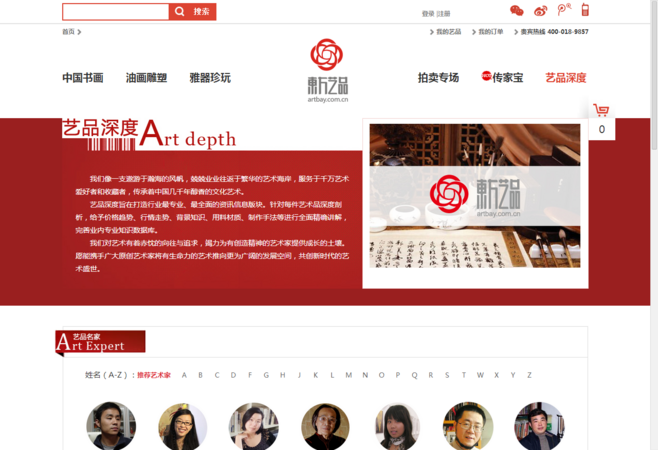 搜索
登录 |注册
首页
我的艺品
我的订单
贵宾热线 400-018-9857
中国书画
油画雕塑
雅器珍玩
東方艺品
artbay.com.cn
拍卖专场
传家宝
艺品深度
0
艺品深度 Art depth
我们像一支遨游于瀚海的风帆，兢兢业业往返于繁华的艺术海岸，服务于千万艺术
爱好者和收藏者，传承着中国几千年醇香的文化艺术。
艺品深度旨在打造行业最专业、最全面的资讯信息版块。针对每件艺术品深度剖
析，给予价格趋势、行情走势、背景知识、用料材质、制作手法等进行全面精确讲解，
完善业内专业知识数据库。
我们对艺术有着赤忱的向往与追求，竭力为有创造精神的艺术家提供成长的土壤。
愿能携手广大原创艺术家将有生命力的艺术推向更为广阔的发展空间，共创新时代的艺
术盛世。
東方艺品
artbay.com.cn
艺品名家
Art Expert
姓名（A-Z）：推荐艺术家 A B C D F G H J K L M N O P Q R S T W X Y Z